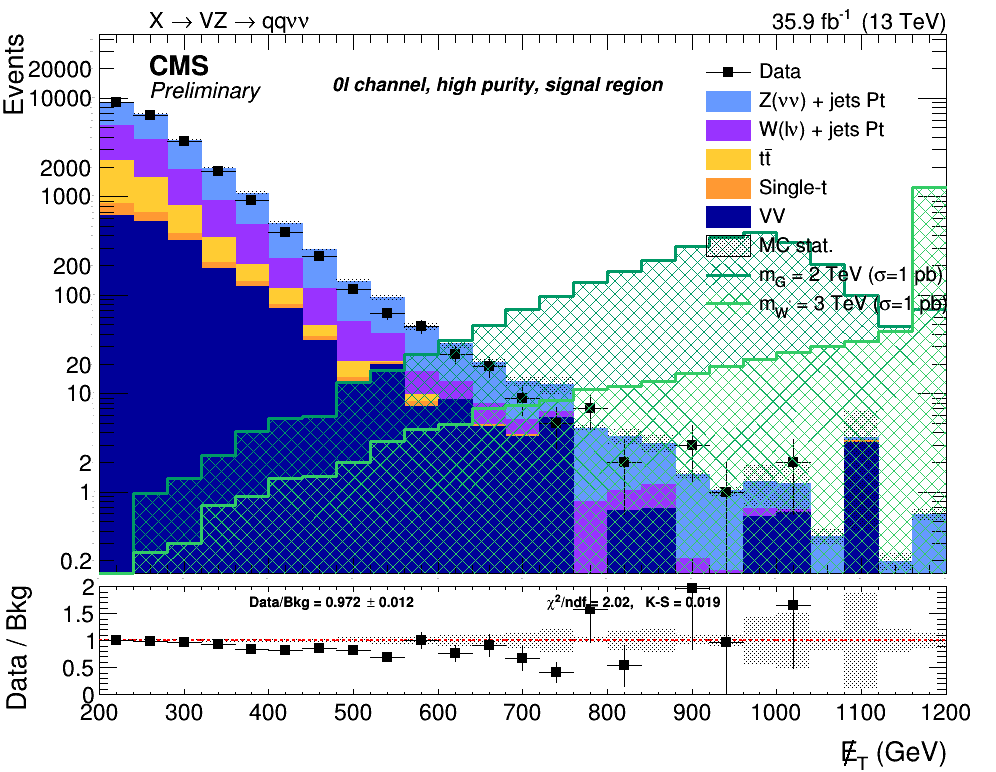 X → VZ → qqνν
35.9 fb⁻¹ (13 TeV)
Events
20000
10000
2000
1000
200
100
20
10
2
1
0.2
CMS
Preliminary
0l channel, high purity, signal region
Data
Z(νν) + jets Pt
W(lν) + jets Pt
tt̄
Single-t
VV
MC stat.
m_G = 2 TeV (σ=1 pb)
m_W' = 3 TeV (σ=1 pb)
Data / Bkg
2
1.5
1
0.5
0
Data/Bkg = 0.972 ± 0.012
χ²/ndf = 2.02, K-S = 0.019
200 300 400 500 600 700 800 900 1000 1100 1200
E̸_T (GeV)